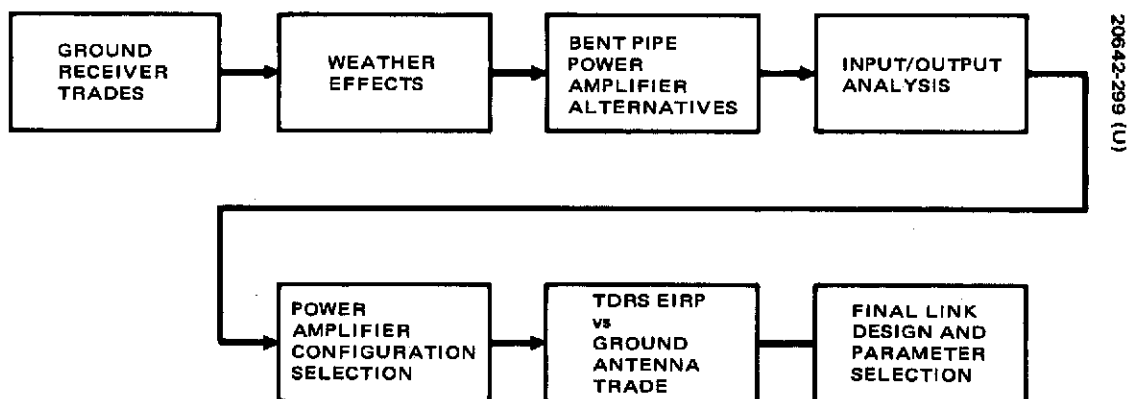 GROUND
RECEIVER
TRADES
WEATHER
EFFECTS
BENT PIPE
POWER
AMPLIFIER
ALTERNATIVES
INPUT/OUTPUT
ANALYSIS
20642-299 (U)
POWER
AMPLIFIER
CONFIGURATION
SELECTION
TDRS EIRP
vs
GROUND
ANTENNA
TRADE
FINAL LINK
DESIGN AND
PARAMETER
SELECTION